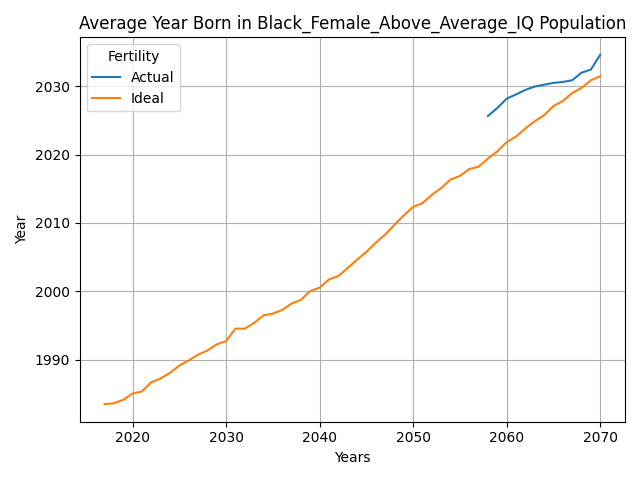 Average Year Born in Black_Female_Above_Average_IQ Population
Fertility
Actual
Ideal
2030
2020
2010
2000
1990
Year
2020 2030 2040 2050 2060 2070
Years